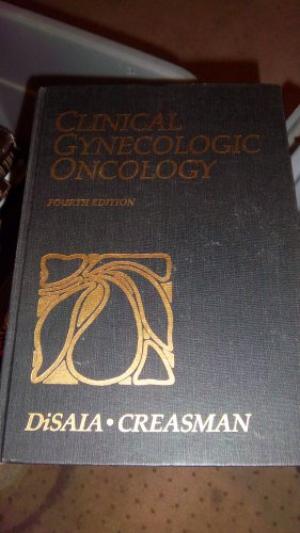 CLINICAL
GYNECOLOGIC
ONCOLOGY
FOURTH EDITION
DiSAIA • CREASMAN